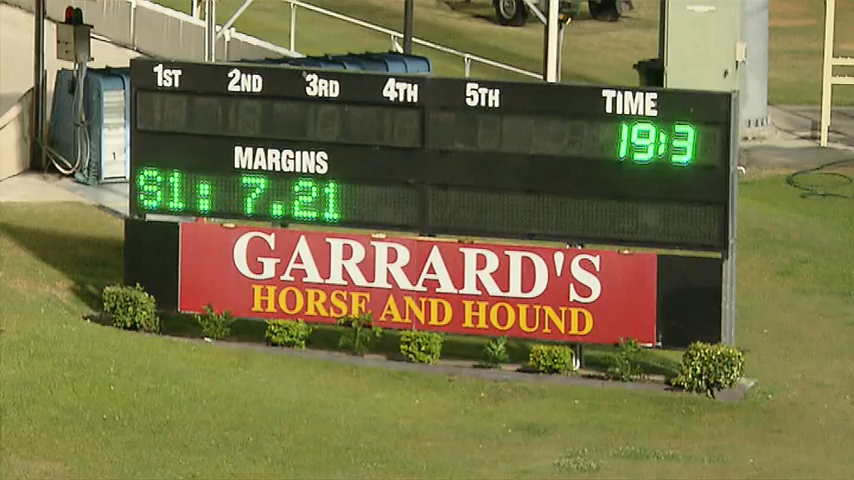 1ST 2ND 3RD 4TH 5TH TIME
19:3
MARGINS
S1: 7.21
GARRARD'S
HORSE AND HOUND